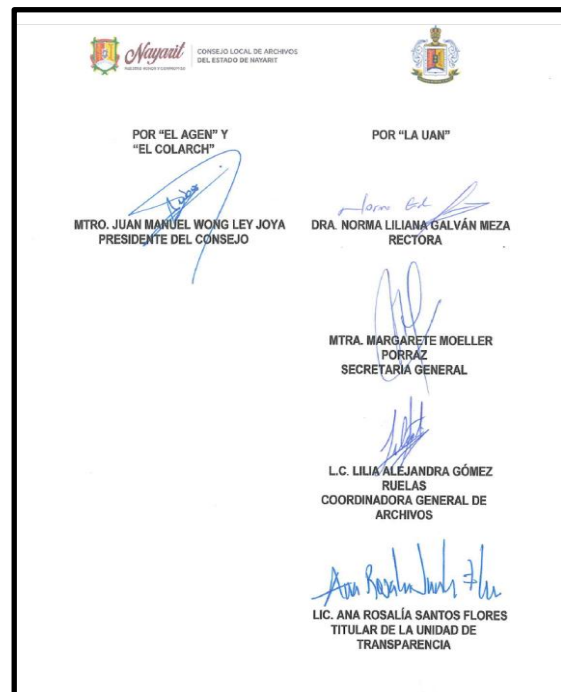 Nayarit
CONSEJO LOCAL DE ARCHIVOS
DEL ESTADO DE NAYARIT
POR “EL AGEN” Y
“EL COLARCH”
MTRO. JUAN MANUEL WONG LEY JOYA
PRESIDENTE DEL CONSEJO
POR “LA UAN”
Norma
DRA. NORMA LILIANA GALVÁN MEZA
RECTORA
MTRA. MARGARETE MOELLER
PORRAZ
SECRETARIA GENERAL
L.C. LILIA ALEJANDRA GÓMEZ
RUELAS
COORDINADORA GENERAL DE
ARCHIVOS
Ana Rosalía
LIC. ANA ROSALÍA SANTOS FLORES
TITULAR DE LA UNIDAD DE
TRANSPARENCIA